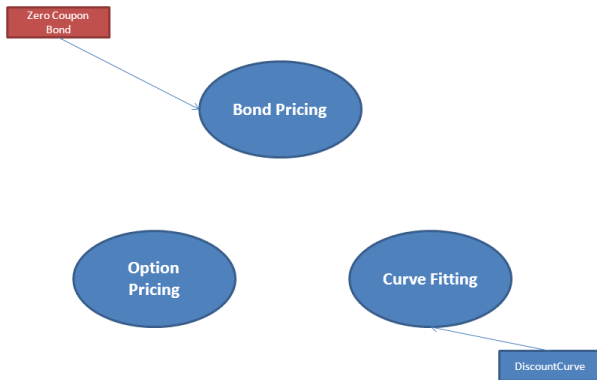 Zero Coupon
Bond
Bond Pricing
Option
Pricing
Curve Fitting
DiscountCurve